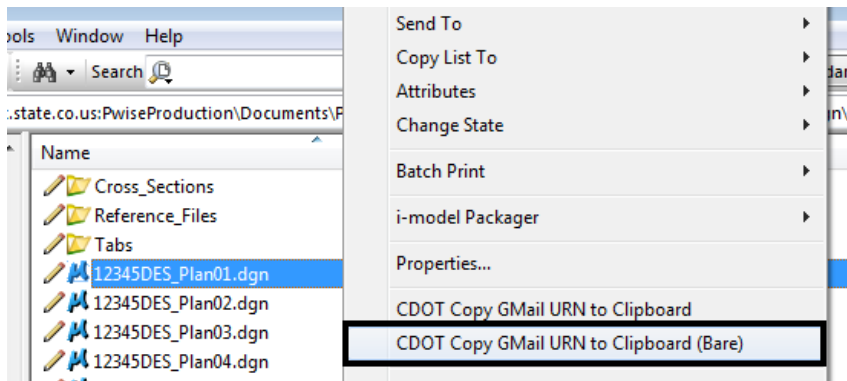 ools Window Help
Search
.state.co.us:PwiseProduction\Documents\P
Name
Cross_Sections
Reference_Files
Tabs
12345DES_Plan01.dgn
12345DES_Plan02.dgn
12345DES_Plan03.dgn
12345DES_Plan04.dgn
Send To
Copy List To
Attributes
Change State
Batch Print
i-model Packager
Properties...
CDOT Copy GMail URN to Clipboard
CDOT Copy GMail URN to Clipboard (Bare)